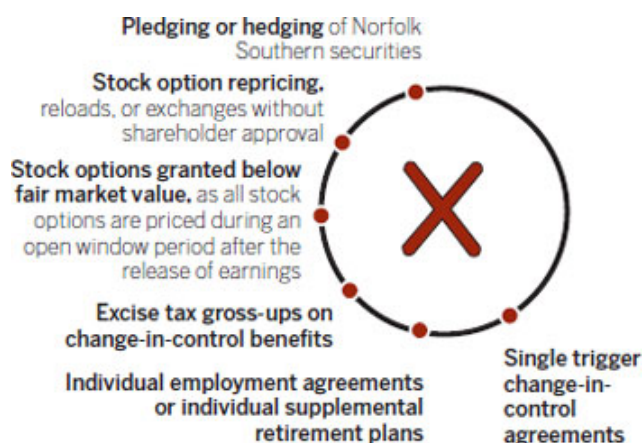 Pledging or hedging of Norfolk
Southern securities
Stock option repricing,
reloads, or exchanges without
shareholder approval
Stock options granted below
fair market value, as all stock
options are priced during an
open window period after the
release of earnings
Excise tax gross-ups on
change-in-control benefits
Individual employment agreements
or individual supplemental
retirement plans
Single trigger
change-in-
control
agreements